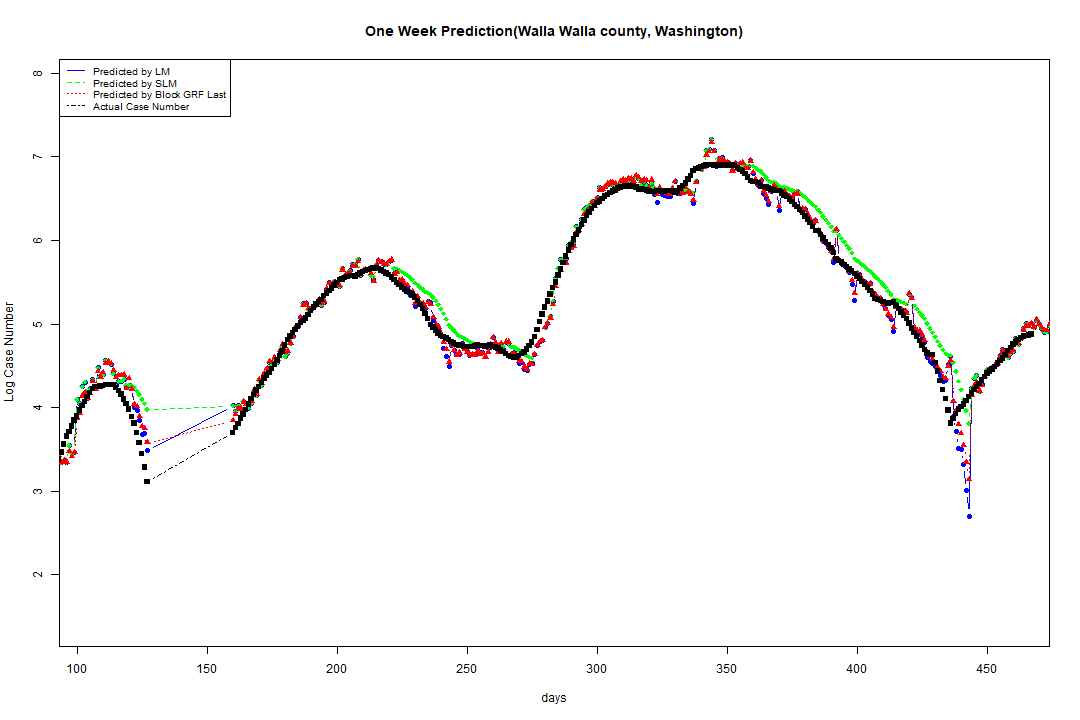 One Week Prediction(Walla Walla county, Washington)
Predicted by LM
Predicted by SLM
Predicted by Block GRF Last
Actual Case Number
8
7
6
5
4
3
2
Log Case Number
100 150 200 250 300 350 400 450
days